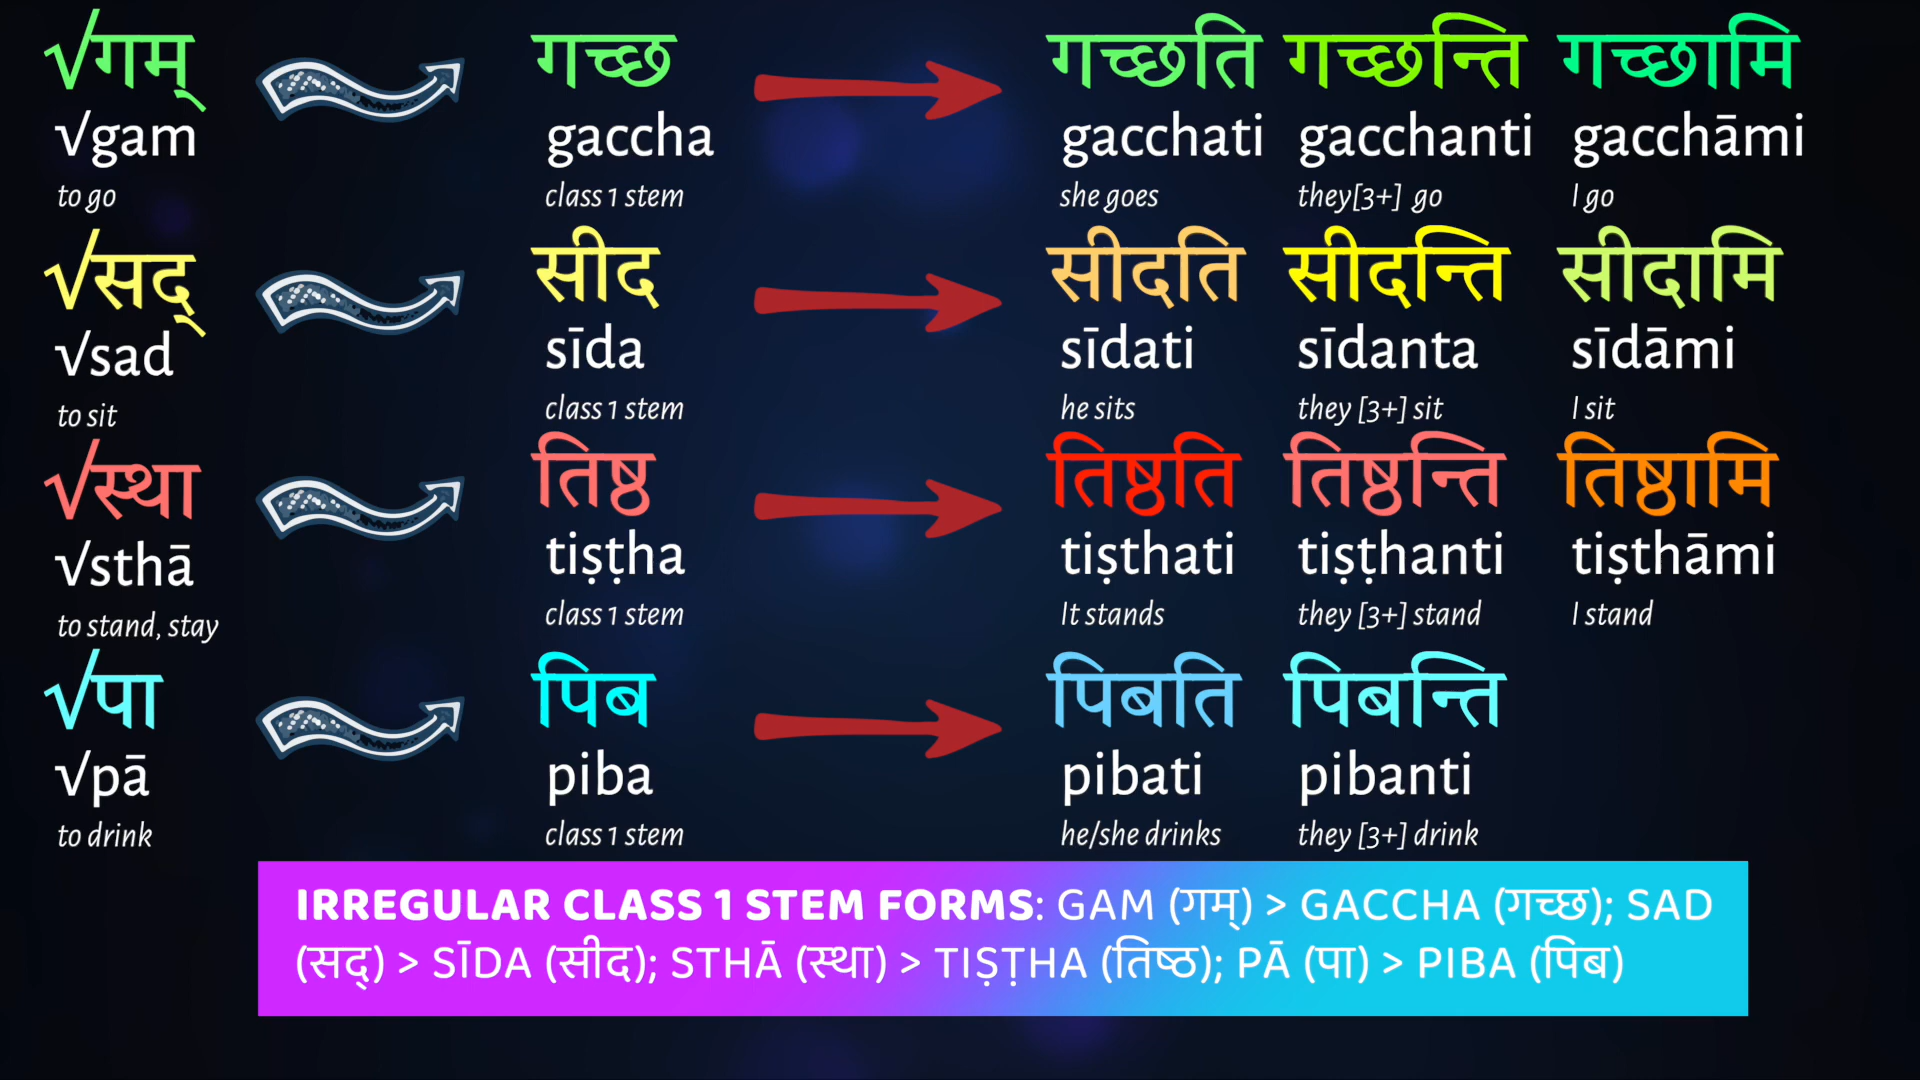 √गम् गच्छ गच्छति गच्छन्ति गच्छामि
√gam gaccha gacchati gacchanti gacchāmi
to go class 1 stem she goes they[3+] go I go
√सद् सीद सीदति सीदन्ति सीदामि
√sad sīda sīdati sīdanta sīdāmi
to sit class 1 stem he sits they [3+] sit I sit
√स्था तिष्ठ तिष्ठति तिष्ठन्ति तिष्ठामि
√sthā tiṣṭha tiṣthati tiṣṭhanti tiṣthāmi
to stand, stay class 1 stem It stands they [3+] stand I stand
√पा पिब पिबति पिबन्ति
√pā piba pibati pibanti
to drink class 1 stem he/she drinks they [3+] drink
IRREGULAR CLASS 1 STEM FORMS: GAM (गम्) > GACCHA (गच्छ); SAD
(सद्) > SĪDA (सीद); STHĀ (स्था) > TIṢṬHA (तिष्ठ); PĀ (पा) > PIBA (पिब)